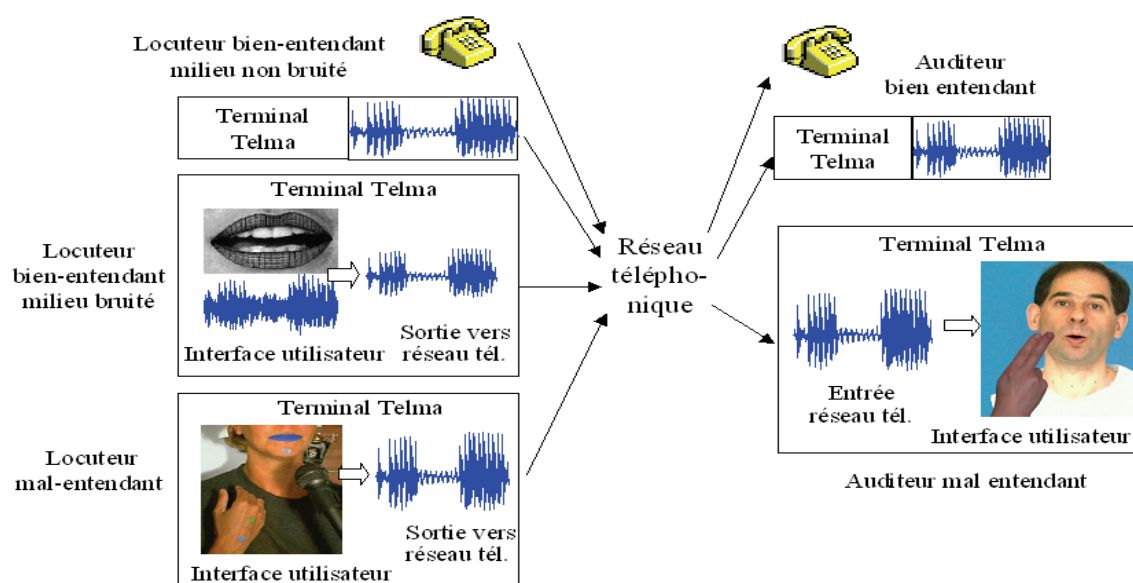 Locuteur bien-entendant
milieu non bruité
Terminal
Telma
Terminal Telma
Locuteur
bien-entendant
milieu bruité
Sortie vers
réseau tél.
Interface utilisateur
Terminal Telma
Locuteur
mal-entendant
Sortie vers
réseau tél.
Interface utilisateur
Réseau
télépho-
nique
Auditeur
bien entendant
Terminal
Telma
Terminal Telma
Entrée
réseau tél.
Interface utilisateur
Auditeur mal entendant